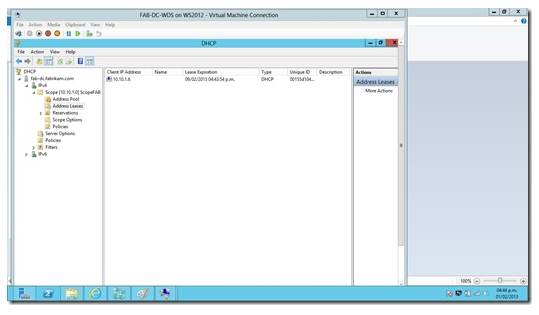 FAB-DC-WDS on WS2012 - Virtual Machine Connection
File Action Media Clipboard View Help
DHCP
File Action View Help
DHCP
fab-dc.fabrikam.com
IPv4
Scope [10.10.1.0] ScopeFAB
Address Pool
Address Leases
Reservations
Scope Options
Policies
Server Options
Policies
Filters
IPv6
Client IP Address Name Lease Expiration Type Unique ID Description
10.10.1.6 09/02/2013 04:43:54 p.m. DHCP 00155d104...
Actions
Address Leases
More Actions
100%
04:44 p.m.
01/02/2013